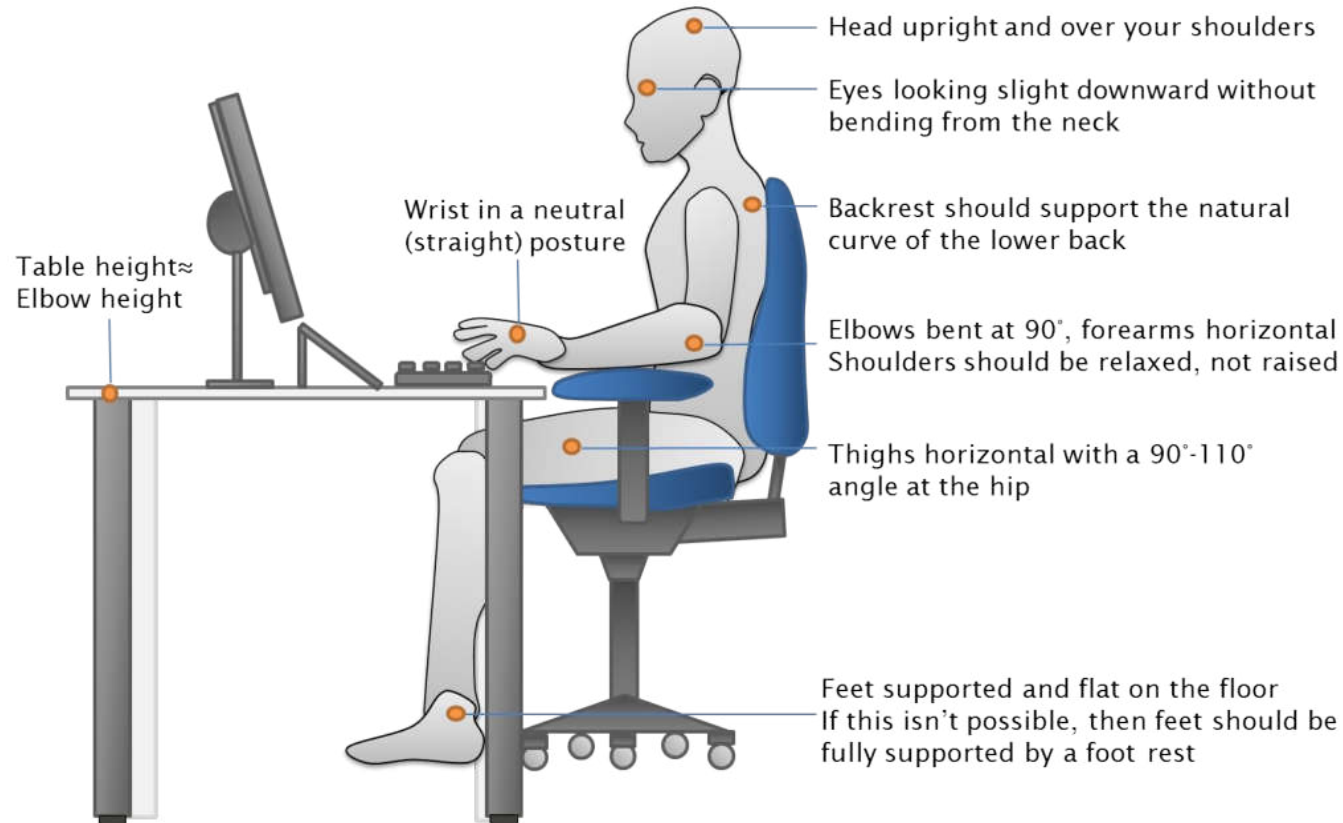 Head upright and over your shoulders
Eyes looking slight downward without
bending from the neck
Wrist in a neutral
(straight) posture
Backrest should support the natural
curve of the lower back
Table height≈
Elbow height
Elbows bent at 90°, forearms horizontal
Shoulders should be relaxed, not raised
Thighs horizontal with a 90°-110°
angle at the hip
Feet supported and flat on the floor
If this isn't possible, then feet should be
fully supported by a foot rest